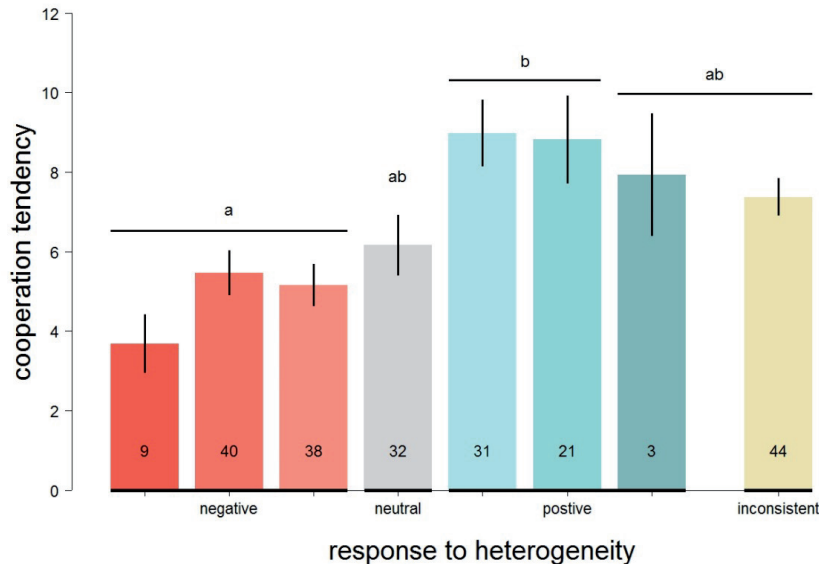 12
10
8
6
4
2
0
cooperation tendency
a
ab
b
ab
9
40
38
32
31
21
3
44
negative
neutral
postive
inconsistent
response to heterogeneity